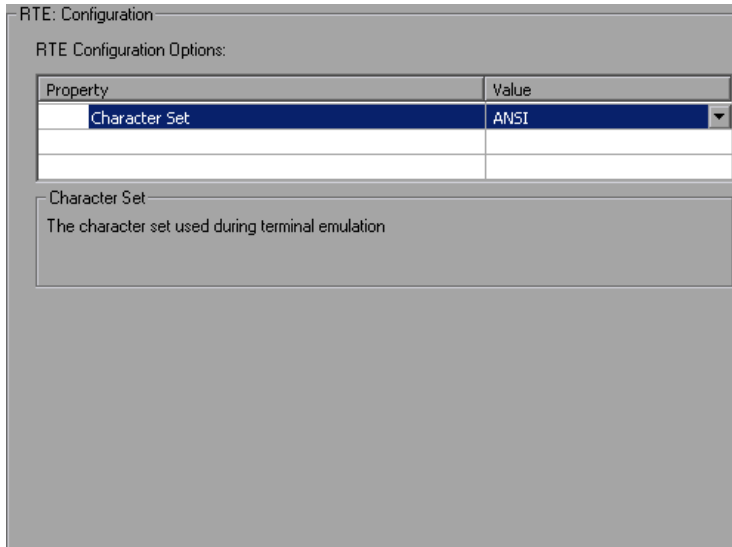 RTE: Configuration
RTE Configuration Options:
Property Value
Character Set ANSI
Character Set
The character set used during terminal emulation